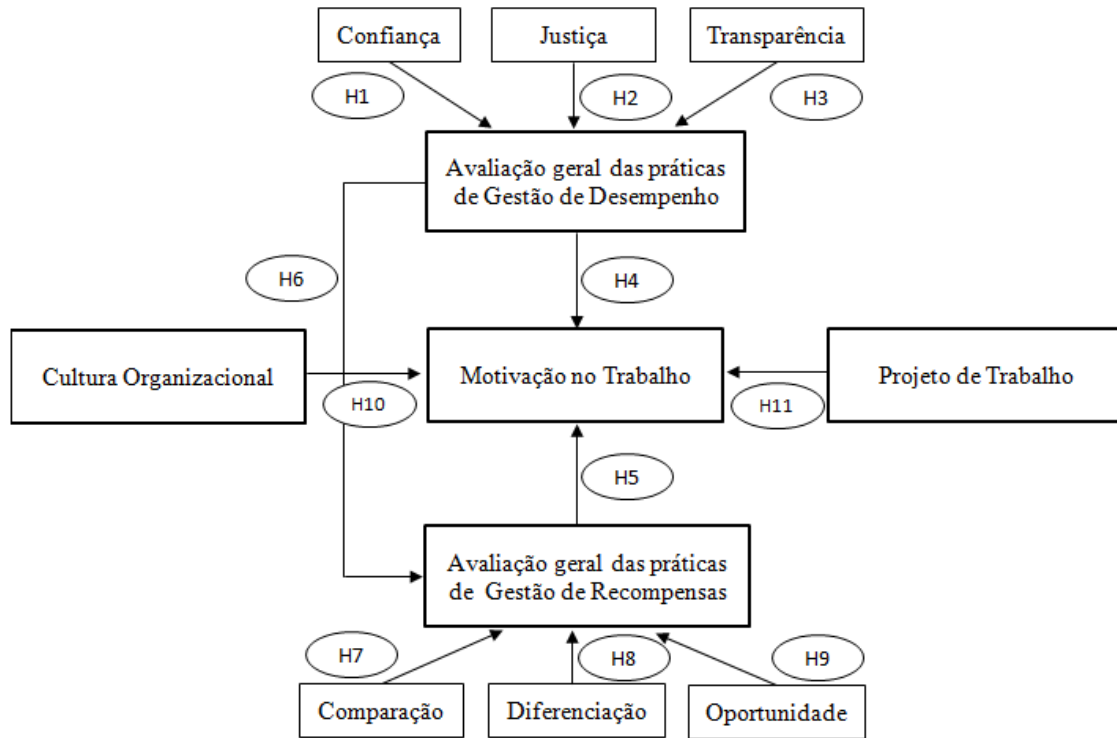 Confiança
Justiça
Transparência
H1
H2
H3
Avaliação geral das práticas
de Gestão de Desempenho
H6
H4
Cultura Organizacional
Motivação no Trabalho
Projeto de Trabalho
H10
H11
H5
Avaliação geral das práticas
de Gestão de Recompensas
H7
H8
H9
Comparação
Diferenciação
Oportunidade